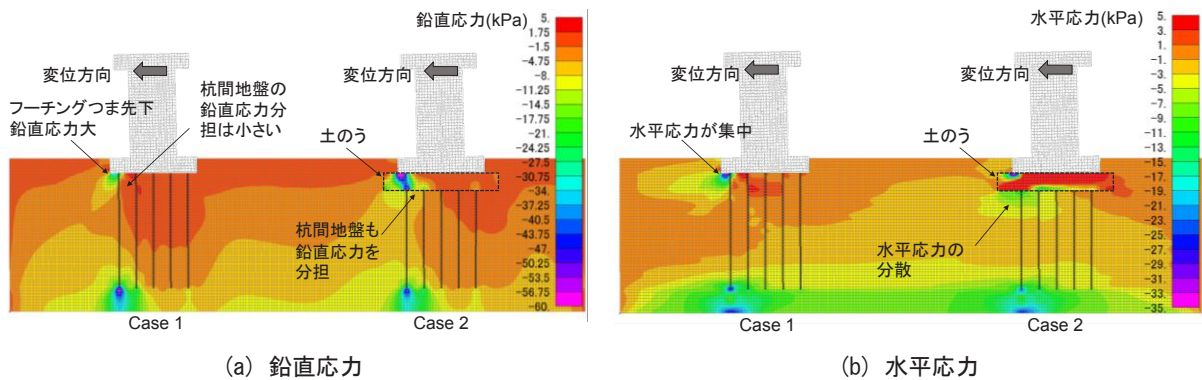 鉛直応力(kPa)
5.
1.75
-1.5
-4.75
-8.
-11.25
-14.5
-17.75
-21.
-24.25
-27.5
-30.75
-34.
-37.25
-40.5
-43.75
-47.
-50.25
-53.5
-56.75
-60.
変位方向
変位方向
フーチングつま先下
鉛直応力大
杭間地盤の
鉛直応力分
担は小さい
土のう
杭間地盤も
鉛直応力を
分担
Case 1
Case 2
(a) 鉛直応力
水平応力(kPa)
5.
3.
1.
-1.
-3.
-5.
-7.
-9.
-11.
-13.
-15.
-17.
-19.
-21.
-23.
-25.
-27.
-29.
-31.
-33.
-35.
変位方向
変位方向
水平応力が集中
土のう
水平応力の
分散
Case 1
Case 2
(b) 水平応力